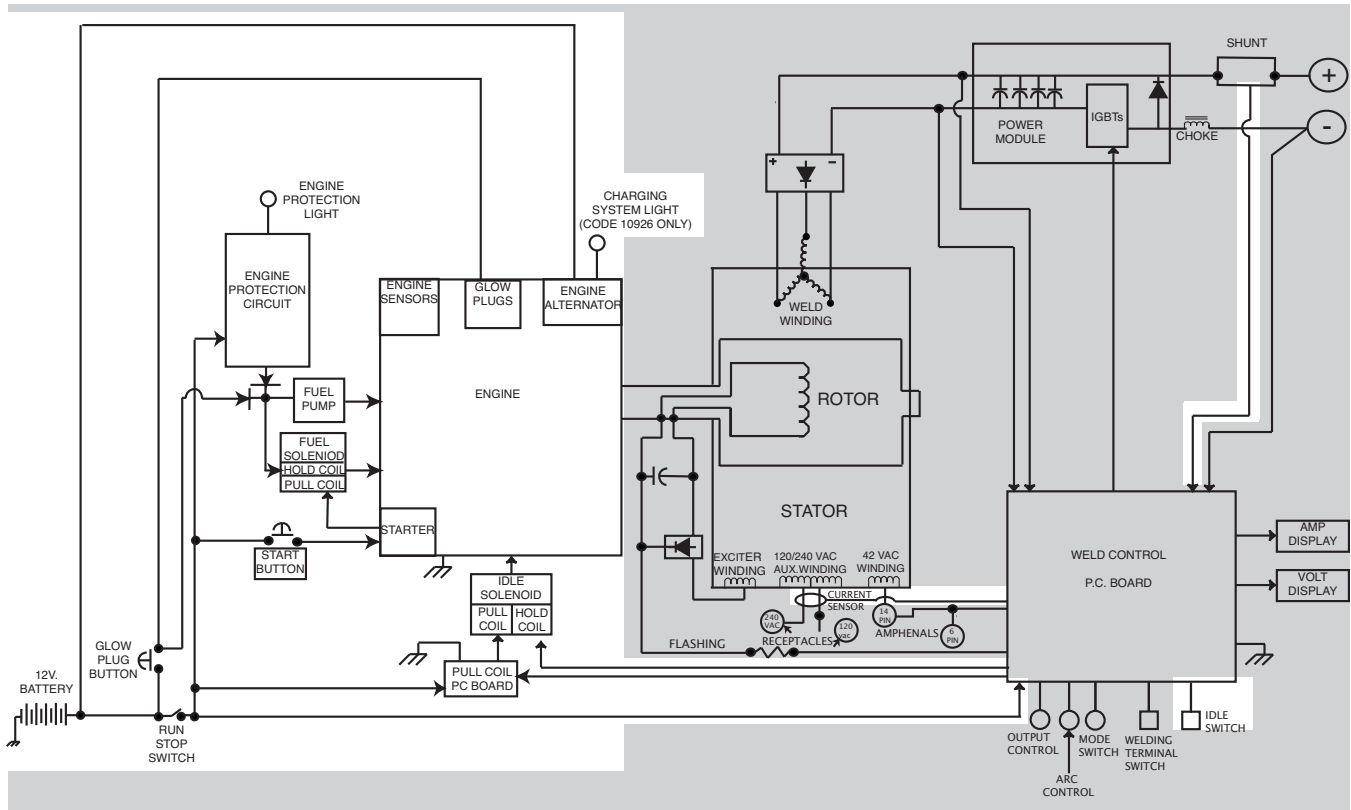 SHUNT
+
-
IGBTs
POWER
MODULE
CHOKE
+
-
ENGINE
PROTECTION
LIGHT
CHARGING
SYSTEM LIGHT
(CODE 10926 ONLY)
ENGINE
PROTECTION
CIRCUIT
ENGINE
SENSORS
GLOW
PLUGS
ENGINE
ALTERNATOR
WELD
WINDING
FUEL
PUMP
ENGINE
ROTOR
FUEL
SOLENIOD
HOLD COIL
PULL COIL
STATOR
STARTER
START
BUTTON
EXCITER
WINDING
120/240 VAC
AUX.WINDING
42 VAC
WINDING
WELD CONTROL
P.C. BOARD
AMP
DISPLAY
VOLT
DISPLAY
IDLE
SOLENOID
PULL
COIL
HOLD
COIL
CURRENT
SENSOR
240
VAC
120
vac
14
PIN
6
PIN
RECEPTACLES
AMPHENALS
FLASHING
GLOW
PLUG
BUTTON
PULL COIL
PC BOARD
12V.
BATTERY
RUN
STOP
SWITCH
OUTPUT
CONTROL
MODE
SWITCH
WELDING
TERMINAL
SWITCH
IDLE
SWITCH
ARC
CONTROL